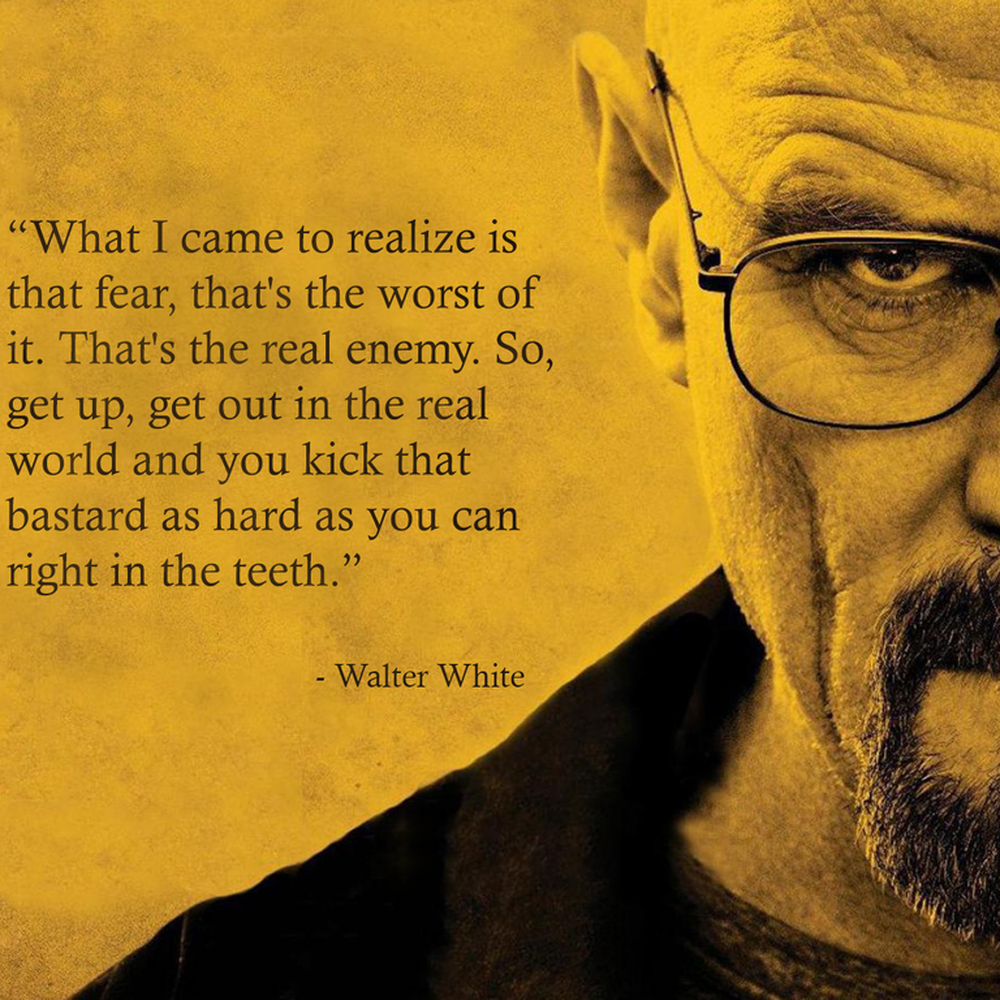 “What I came to realize is
that fear, that's the worst of
it. That's the real enemy. So,
get up, get out in the real
world and you kick that
bastard as hard as you can
right in the teeth.”
- Walter White